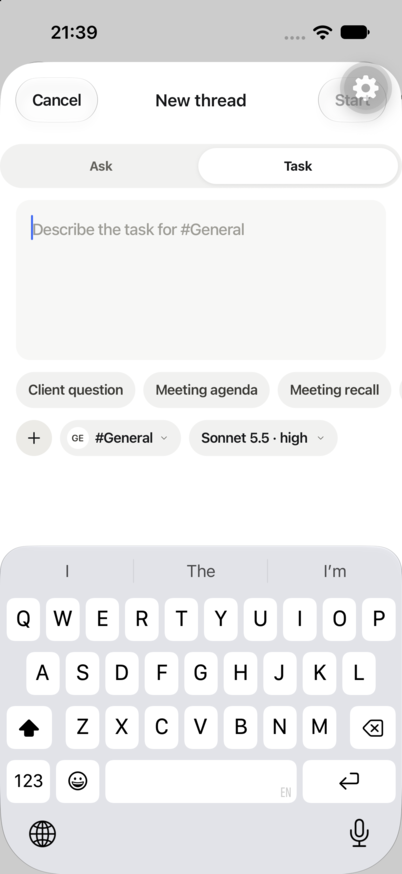 21:39
Cancel
New thread
Start
Ask
Task
Describe the task for #General
Client question
Meeting agenda
Meeting recall
GE #General
Sonnet 5.5 · high
I The I'm
Q W E R T Y U I O P
A S D F G H J K L
Z X C V B N M
123
EN